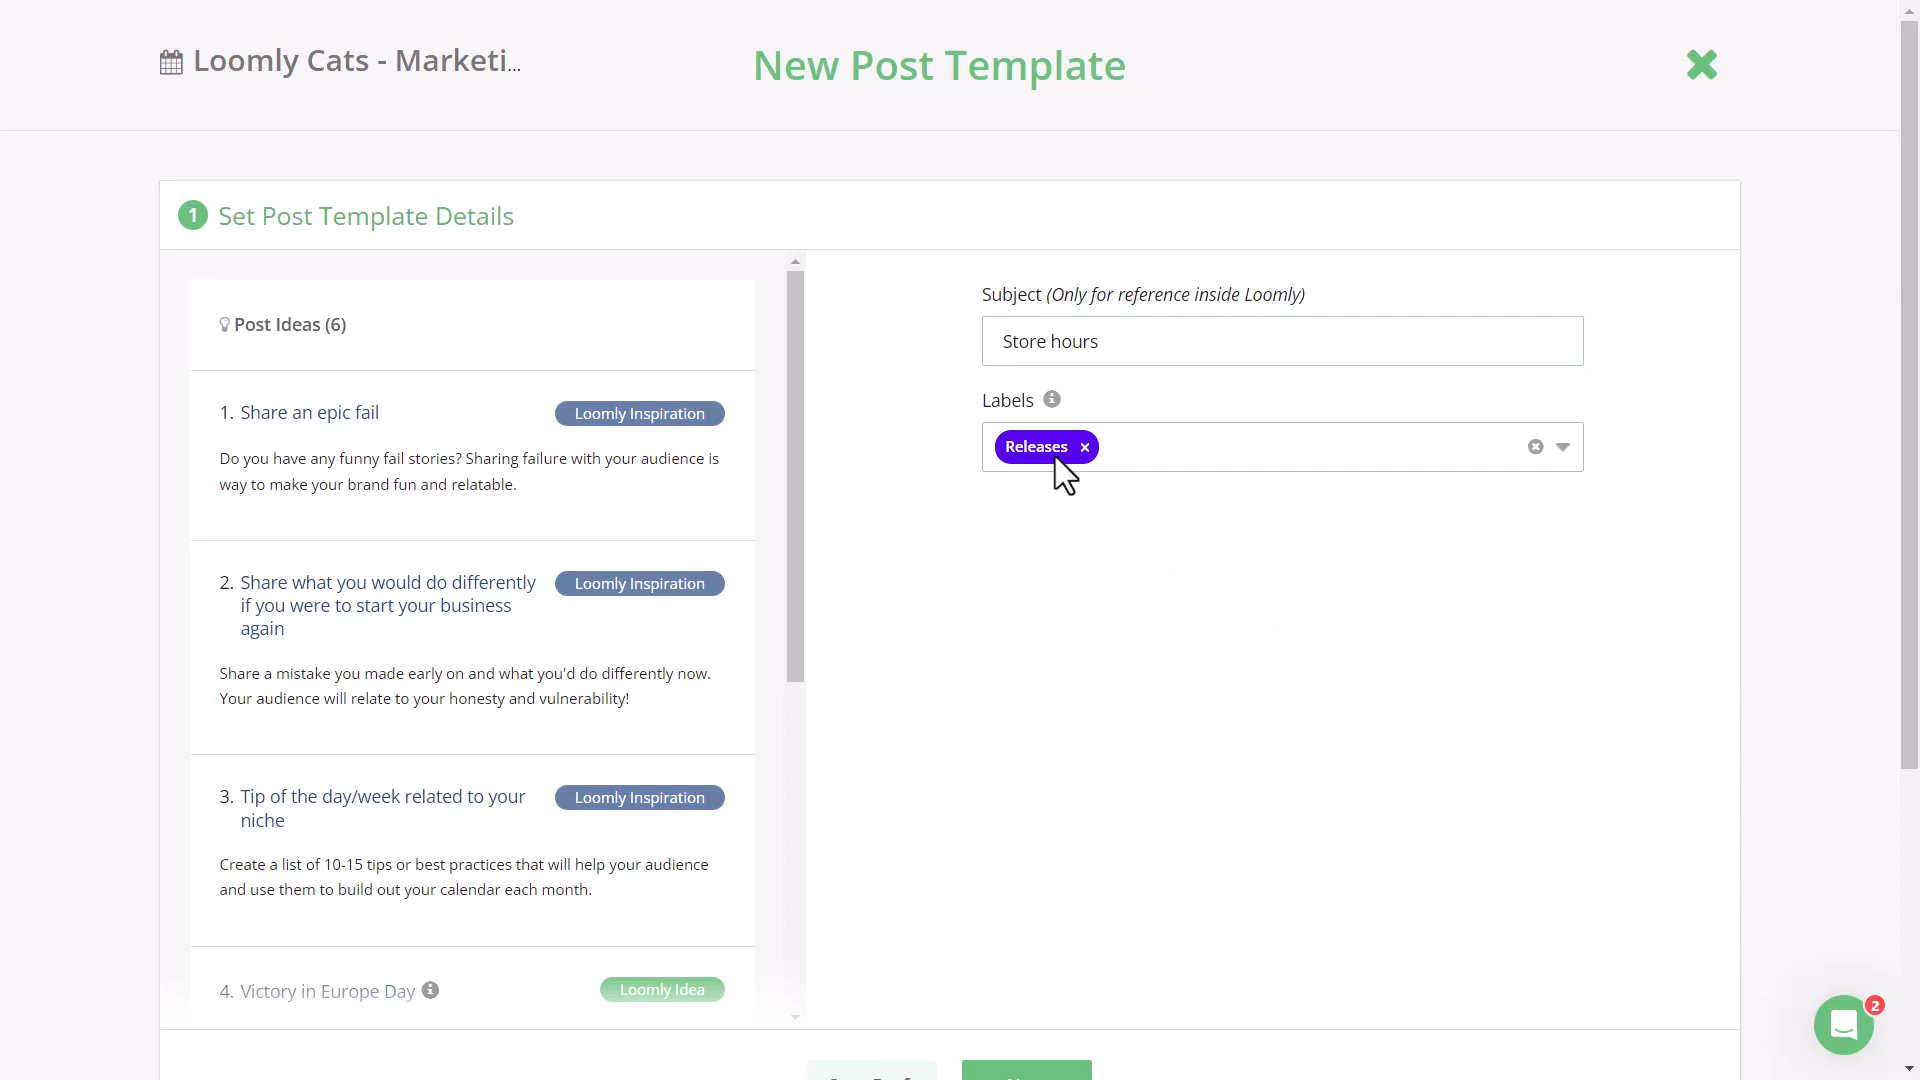 Loomly Cats - Marketi...
New Post Template
1 Set Post Template Details
Post Ideas (6)
1. Share an epic fail
Loomly Inspiration
Do you have any funny fail stories? Sharing failure with your audience is
way to make your brand fun and relatable.
2. Share what you would do differently
if you were to start your business
again
Loomly Inspiration
Share a mistake you made early on and what you'd do differently now.
Your audience will relate to your honesty and vulnerability!
3. Tip of the day/week related to your
niche
Loomly Inspiration
Create a list of 10-15 tips or best practices that will help your audience
and use them to build out your calendar each month.
4. Victory in Europe Day
Loomly Idea
Subject (Only for reference inside Loomly)
Store hours
Labels
Releases ×
2